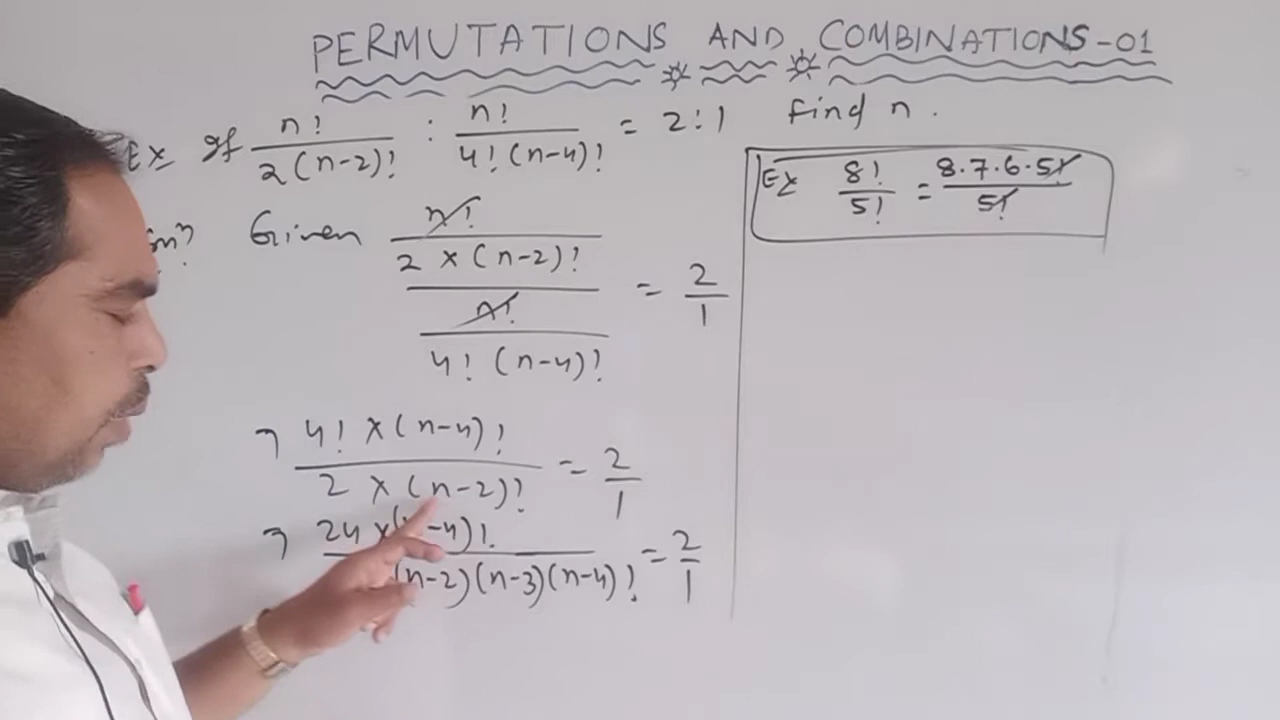 PERMUTATIONS AND COMBINATIONS-01
Ex If n!/2(n-2)! : n!/4!(n-4)! = 2:1 Find n.
Ex 8!/5! = 8.7.6.5!/5!
Given n!/2×(n-2)! / n!/4!(n-4)! = 2/1
4!×(n-4)!/2×(n-2)! = 2/1
24×(n-4)!/(n-2)(n-3)(n-4)! = 2/1